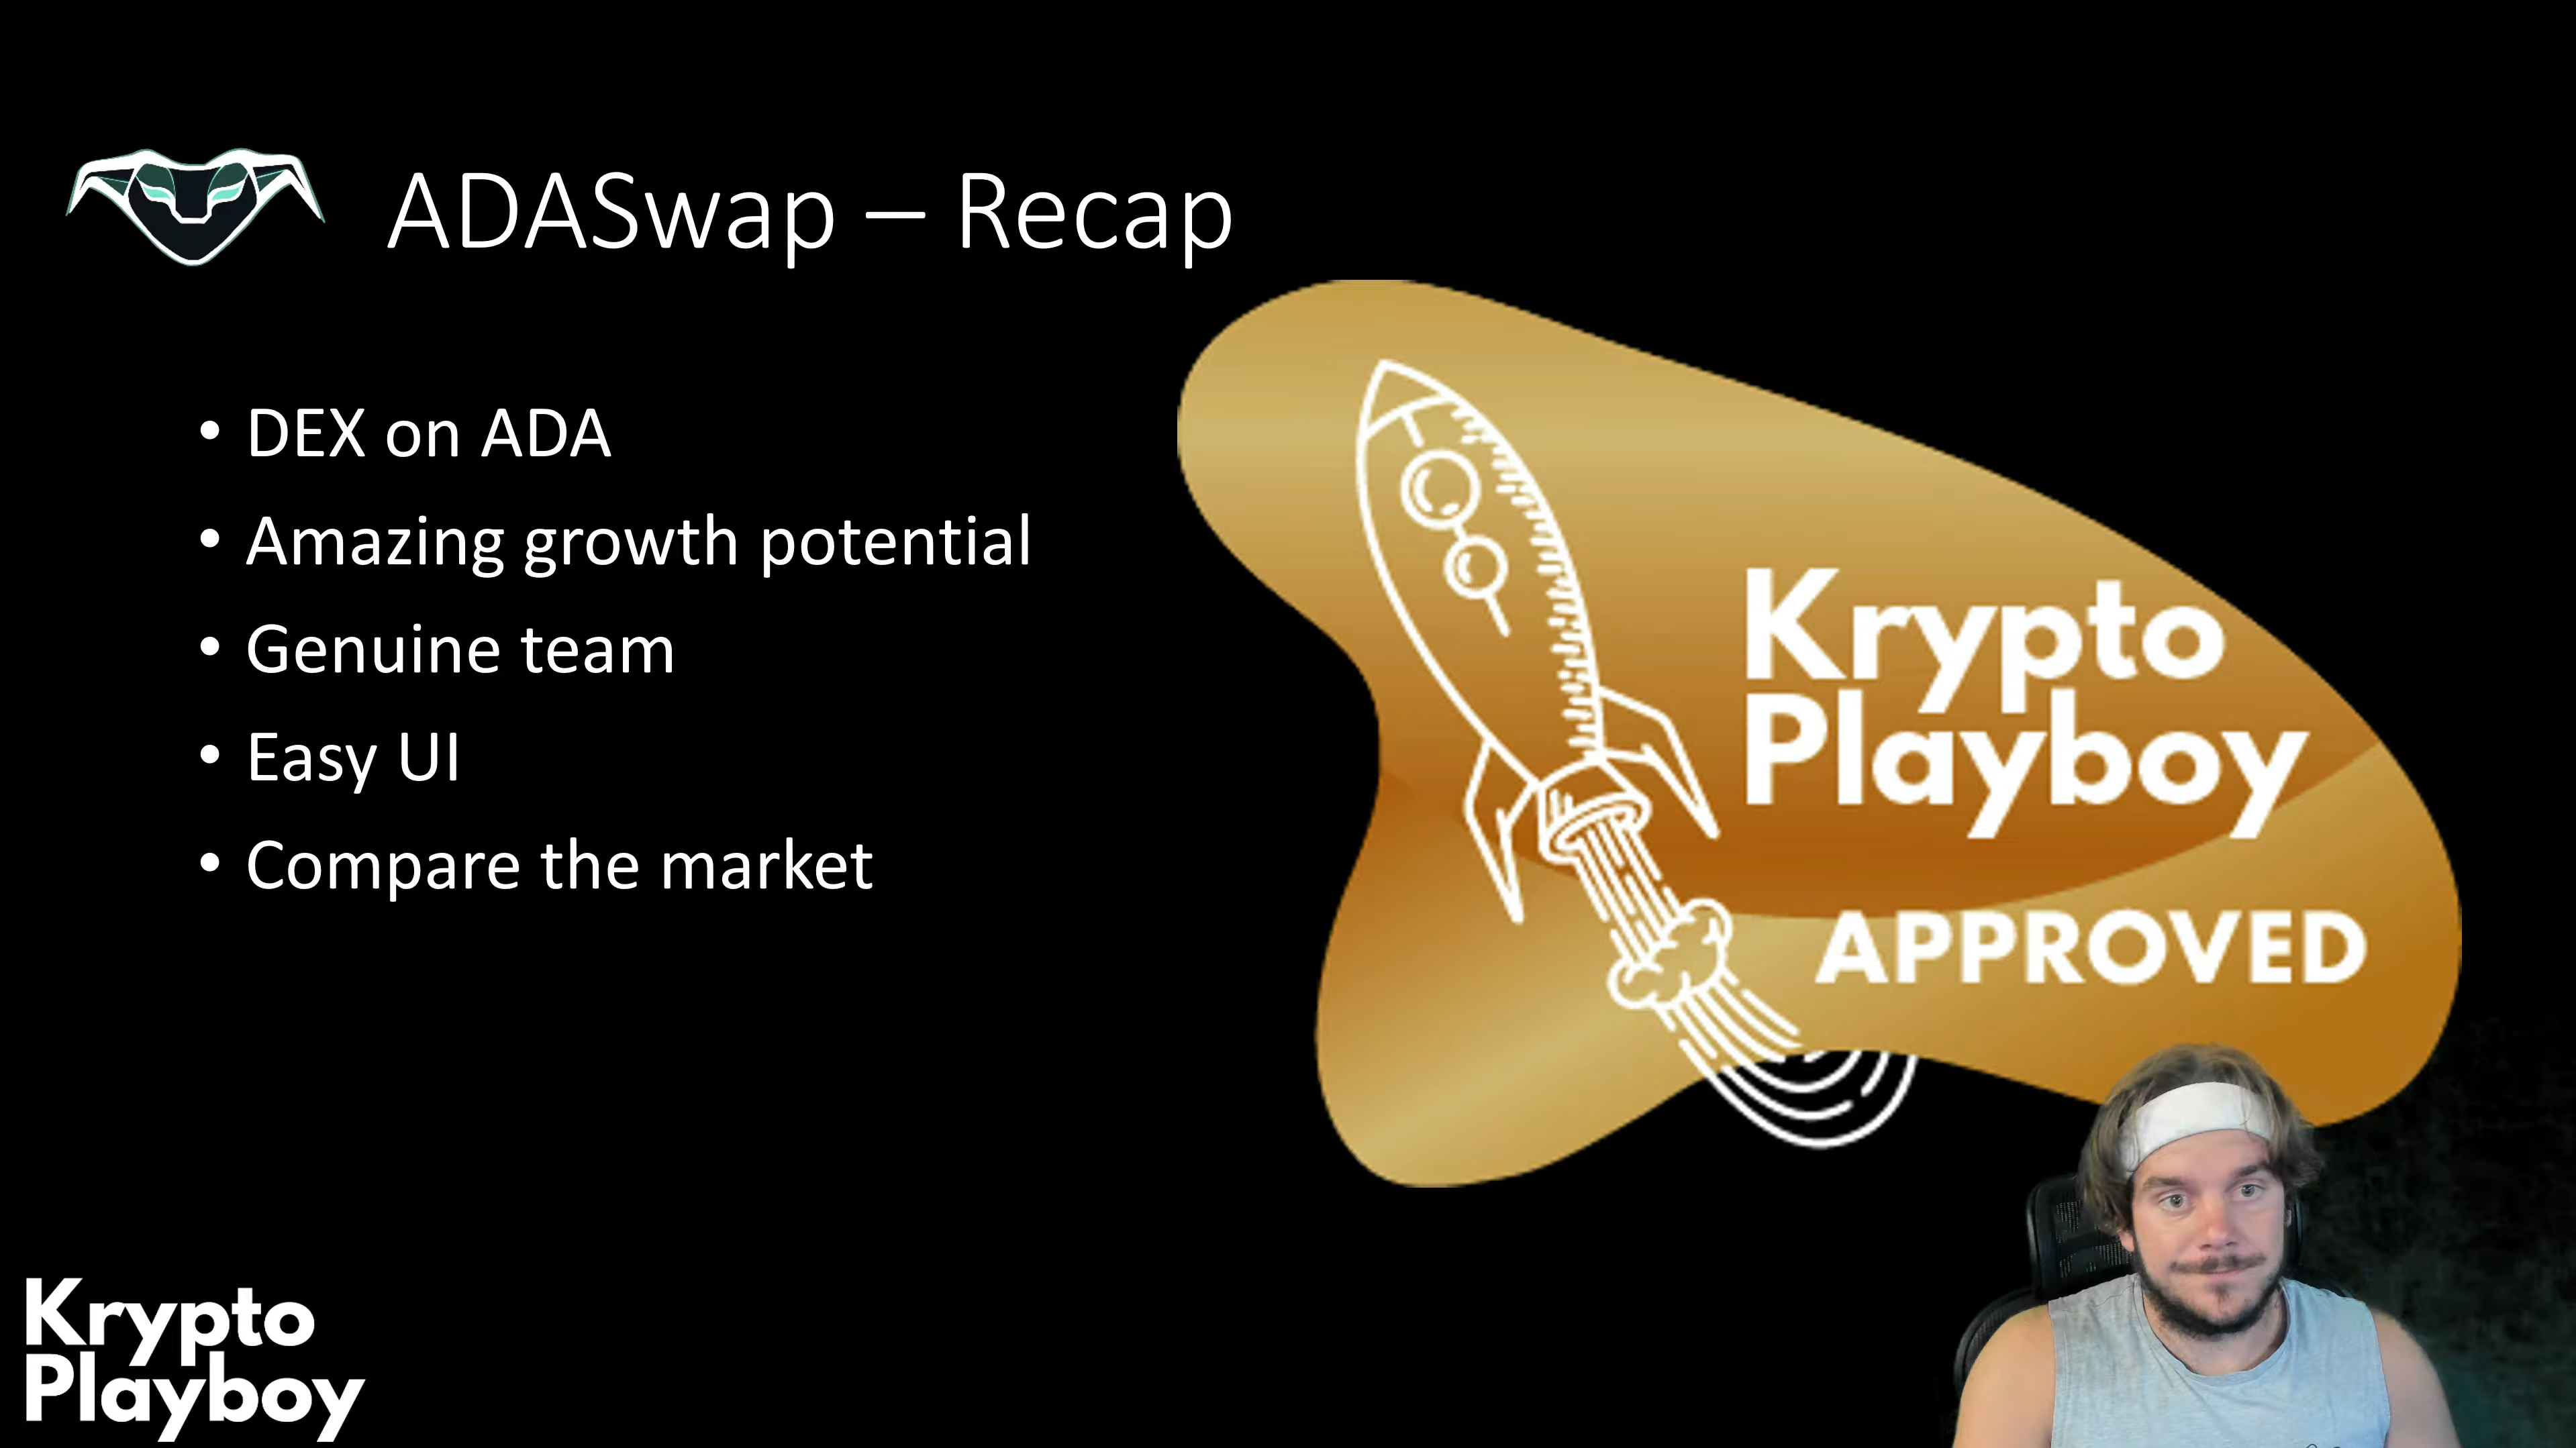 ADASwap – Recap
• DEX on ADA
• Amazing growth potential
• Genuine team
• Easy UI
• Compare the market
Krypto
Playboy
APPROVED
Krypto
Playboy